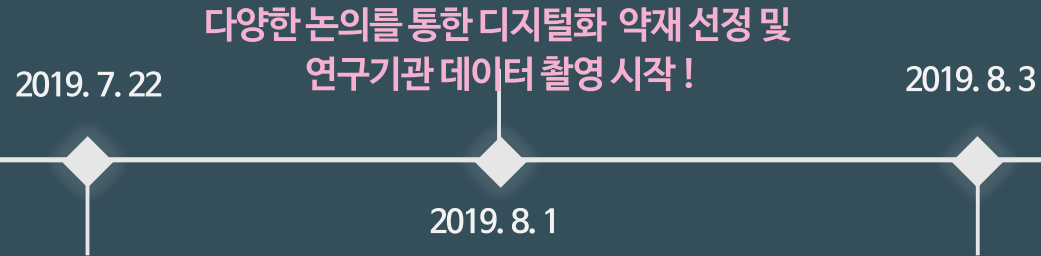 다양한 논의를 통한 디지털화 약재 선정 및
연구기관 데이터 촬영 시작 !
2019. 7. 22
2019. 8. 1
2019. 8. 3